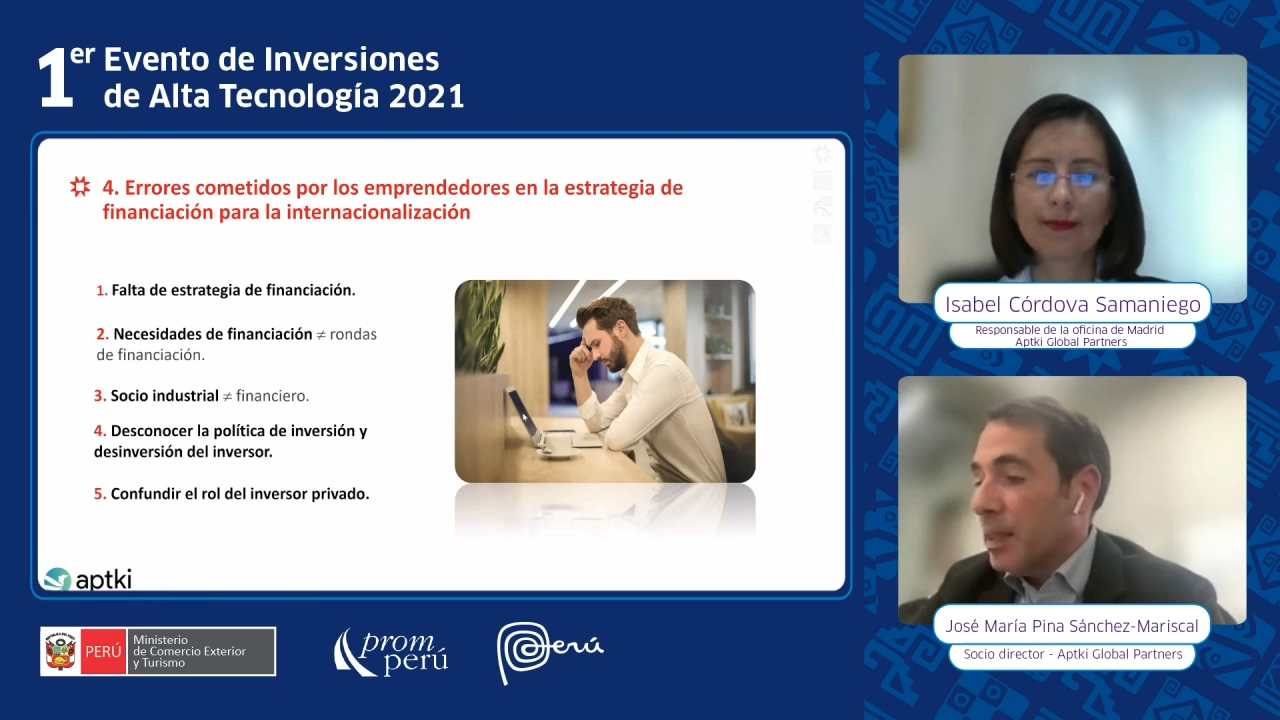 1er Evento de Inversiones
de Alta Tecnología 2021
4. Errores cometidos por los emprendedores en la estrategia de
financiación para la internacionalización
1. Falta de estrategia de financiación.
2. Necesidades de financiación ≠ rondas
de financiación.
3. Socio industrial ≠ financiero.
4. Desconocer la política de inversión y
desinversión del inversor.
5. Confundir el rol del inversor privado.
aptki
PERÚ
Ministerio
de Comercio Exterior
y Turismo
prom
perú
Perú
Isabel Córdova Samaniego
Responsable de la oficina de Madrid
Aptki Global Partners
José María Pina Sánchez-Mariscal
Socio director - Aptki Global Partners